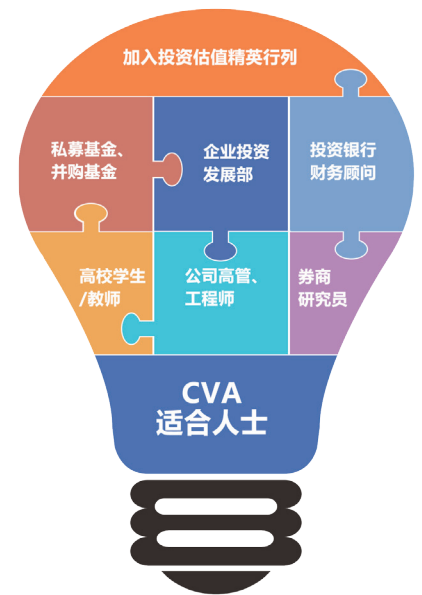 加入投资估值精英行列
私募基金、
并购基金
企业投资
发展部
投资银行
财务顾问
高校学生
/教师
公司高管、
工程师
券商
研究员
CVA
适合人士